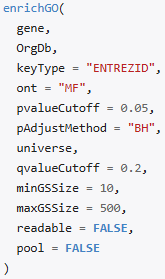 enrichGO(
gene,
OrgDb,
keyType = "ENTREZID",
ont = "MF",
pvalueCutoff = 0.05,
pAdjustMethod = "BH",
universe,
qvalueCutoff = 0.2,
minGSSize = 10,
maxGSSize = 500,
readable = FALSE,
pool = FALSE
)